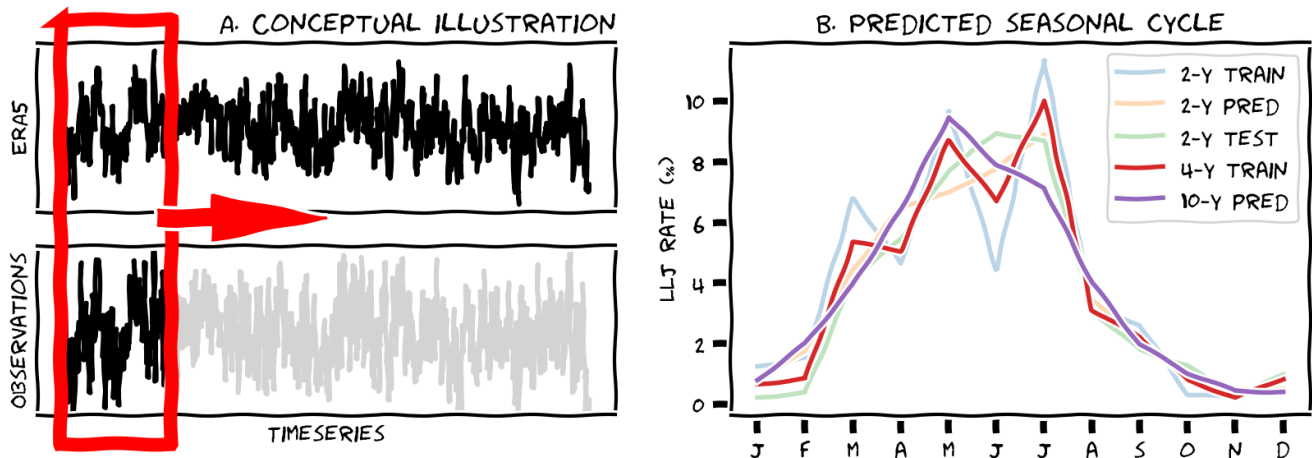 A. CONCEPTUAL ILLUSTRATION
ERA5
OBSERVATIONS
TIMESERIES
B. PREDICTED SEASONAL CYCLE
2-Y TRAIN
2-Y PRED
2-Y TEST
4-Y TRAIN
10-Y PRED
LLJ RATE (%)
10
8
6
4
2
0
J F M A M J J A S O N D